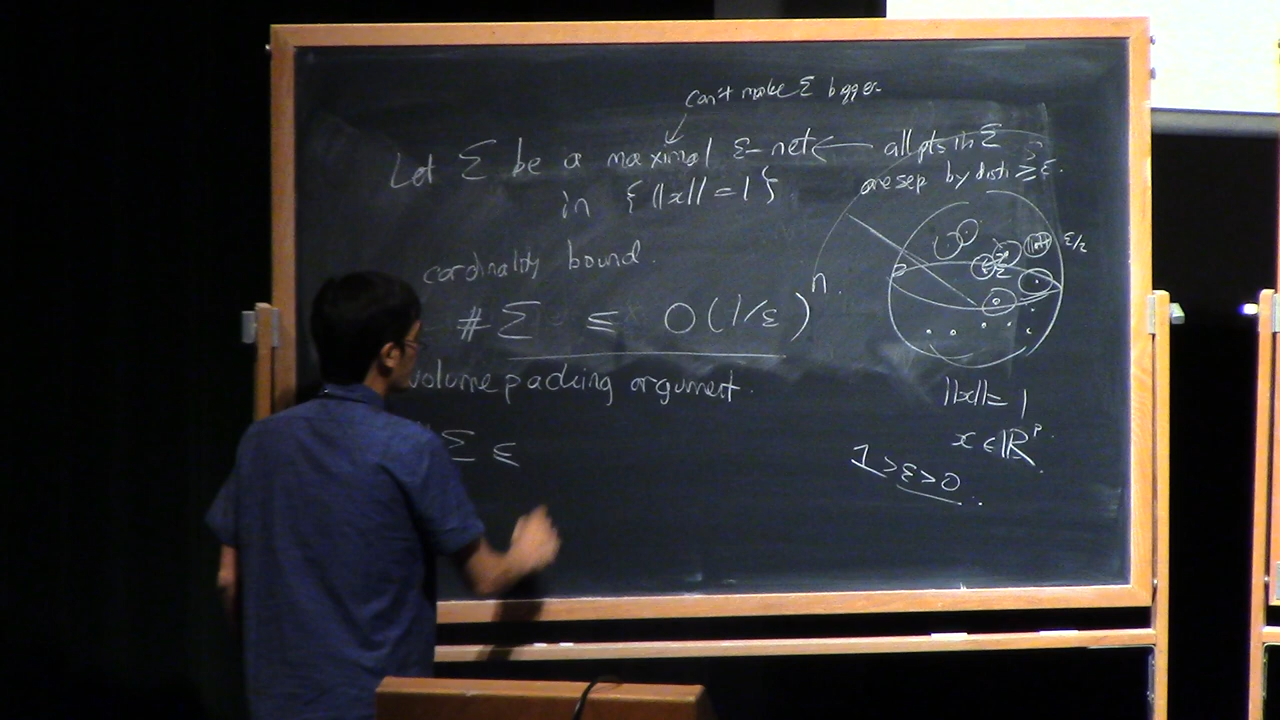 can't make Σ bigger
Let Σ be a maximal ε-net ← all pts in Σ
are sep by dist ≥ ε.
in { ||x|| = 1 }
cardinality bound.
# Σ ≤ O(1/ε)^n.
ε/2
volume packing argument.
||x|| = 1
x ∈ ℝ^p.
Σ ≤
1 > ε > 0